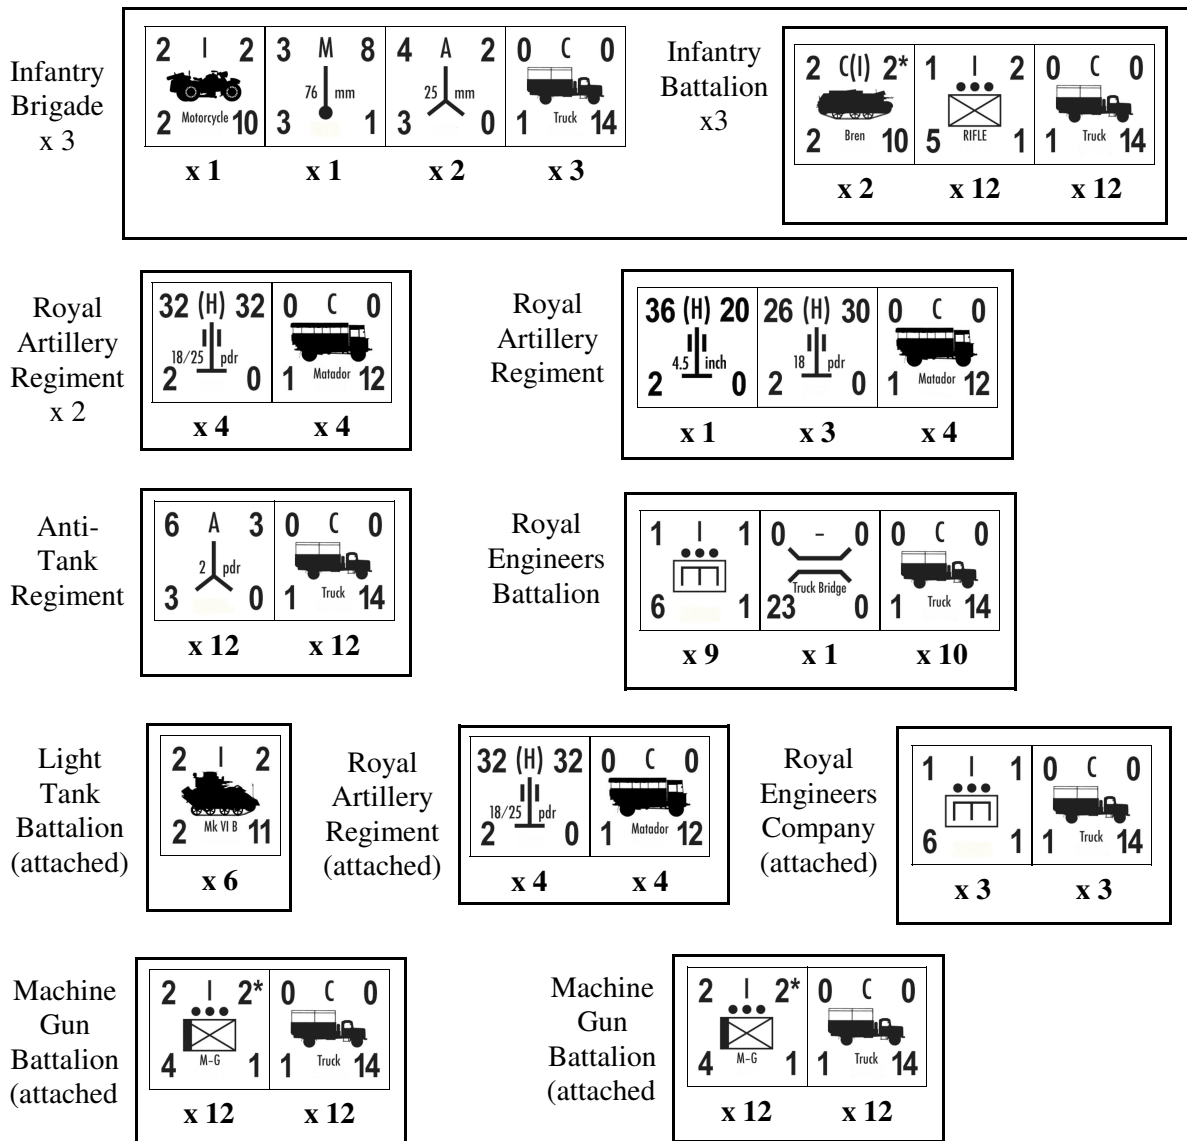 Infantry
Brigade
x 3
2 I 2
Motorcycle
2 10
x 1
3 M 8
76 mm
3 1
x 1
4 A 2
25 mm
3 0
x 2
0 C 0
Truck
1 14
x 3
Infantry
Battalion
x3
2 C(I) 2*
Bren
2 10
x 2
1 I 2
RIFLE
5 1
x 12
0 C 0
Truck
1 14
x 12
Royal
Artillery
Regiment
x 2
32 (H) 32
18/25 pdr
2 0
x 4
0 C 0
Matador
1 12
x 4
Royal
Artillery
Regiment
36 (H) 20
4.5 inch
2 0
x 1
26 (H) 30
18 pdr
2 0
x 3
0 C 0
Matador
1 12
x 4
Anti-
Tank
Regiment
6 A 3
2 pdr
3 0
x 12
0 C 0
Truck
1 14
x 12
Royal
Engineers
Battalion
1 I 1
6 1
x 9
0 - 0
Truck Bridge
23 0
x 1
0 C 0
Truck
1 14
x 10
Light
Tank
Battalion
(attached)
2 I 2
Mk VI B
2 11
x 6
Royal
Artillery
Regiment
(attached)
32 (H) 32
18/25 pdr
2 0
x 4
0 C 0
Matador
1 12
x 4
Royal
Engineers
Company
(attached)
1 I 1
6 1
x 3
0 C 0
Truck
1 14
x 3
Machine
Gun
Battalion
(attached
2 I 2*
M-G
4 1
x 12
0 C 0
Truck
1 14
x 12
Machine
Gun
Battalion
(attached
2 I 2*
M-G
4 1
x 12
0 C 0
Truck
1 14
x 12